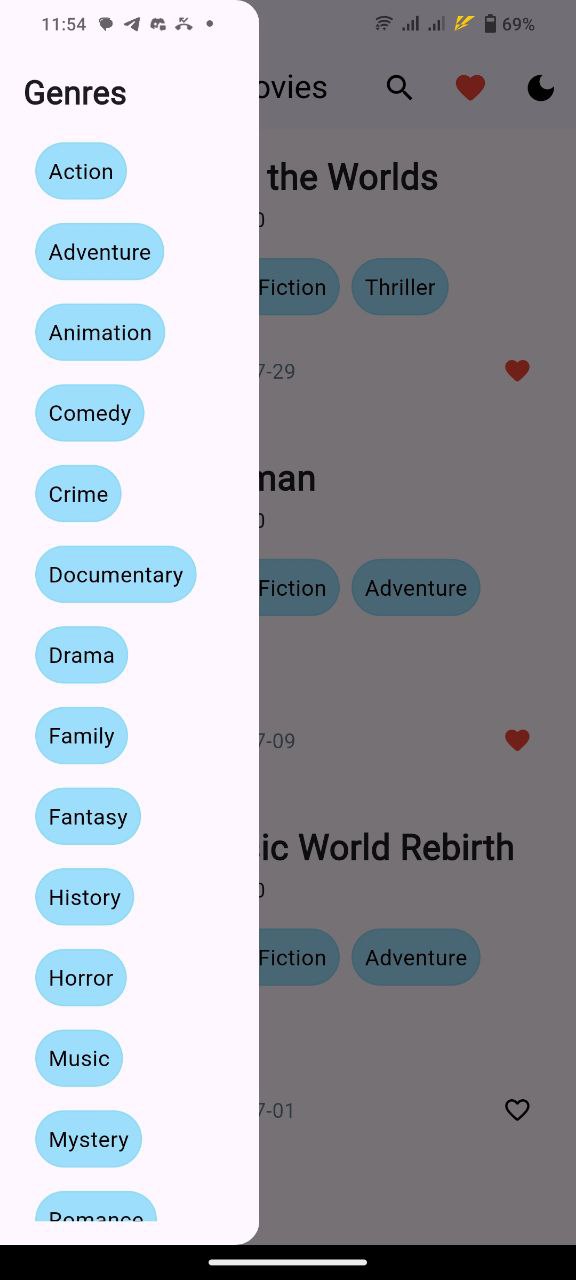 11:54
69%
Genres
ovies
Action
the Worlds
0
Adventure
Fiction
Thriller
Animation
7-29
Comedy
man
Crime
0
Documentary
Fiction
Adventure
Drama
Family
7-09
Fantasy
ic World Rebirth
History
0
Horror
Fiction
Adventure
Music
Mystery
7-01
Romance